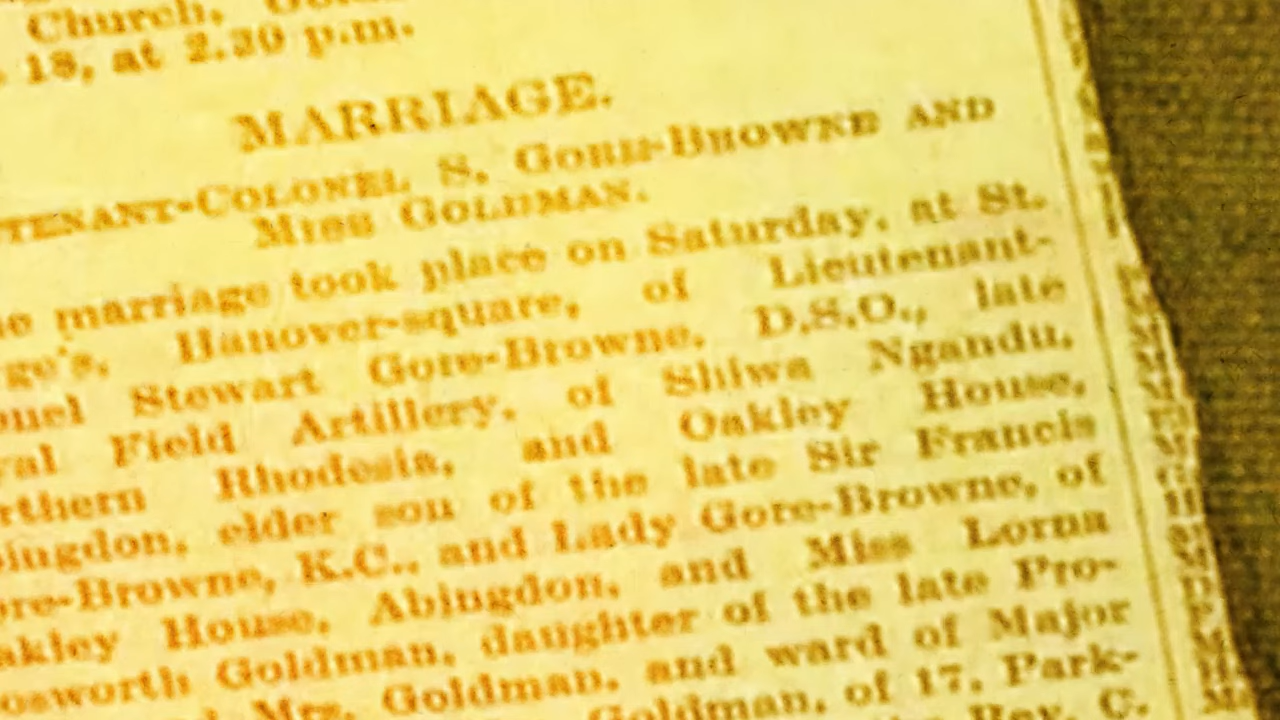 Church,
18, at 2.30 p.m.
MARRIAGE.
TENANT-COLONEL S. GORE-BROWNE AND
MISS GOLDMAN.
marriage took place on Saturday, at St.
ge's, Hanover-square, of Lieutenant-
onel Stewart Gore-Browne, D.S.O., late
al Field Artillery, of Shiwa Ngandu,
rthern Rhodesia, and Oakley House,
ingdon, elder son of the late Sir Francis
ore-Browne, K.C., and Lady Gore-Browne, of
akley House, Abingdon, and Miss Lorna
osworth Goldman, daughter of the late Pro-
Mrs. Goldman, and ward of Major
Goldman, of 17, Park-
Rev. C.